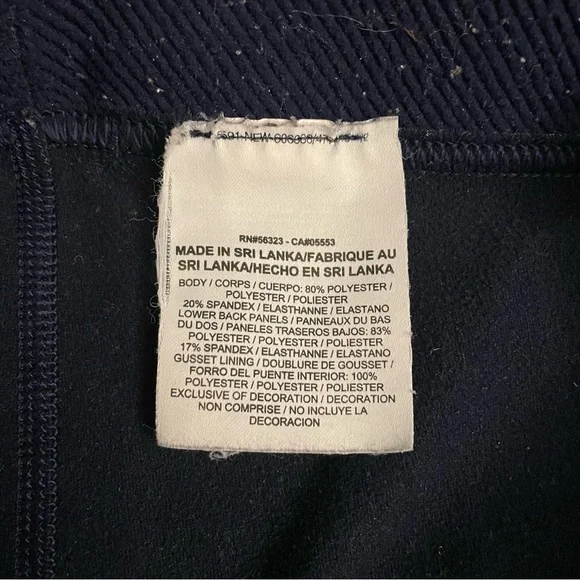 RN#56323 - CA#05553
MADE IN SRI LANKA/FABRIQUE AU
SRI LANKA/HECHO EN SRI LANKA
BODY / CORPS / CUERPO: 80% POLYESTER /
POLYESTER / POLIESTER
20% SPANDEX / ELASTHANNE / ELASTANO
LOWER BACK PANELS / PANNEAUX DU BAS
DU DOS / PANELES TRASEROS BAJOS: 83%
POLYESTER / POLYESTER / POLIESTER
17% SPANDEX / ELASTHANNE / ELASTANO
GUSSET LINING / DOUBLURE DE GOUSSET /
FORRO DEL PUENTE INTERIOR: 100%
POLYESTER / POLYESTER / POLIESTER
EXCLUSIVE OF DECORATION / DECORATION
NON COMPRISE / NO INCLUYE LA
DECORACION